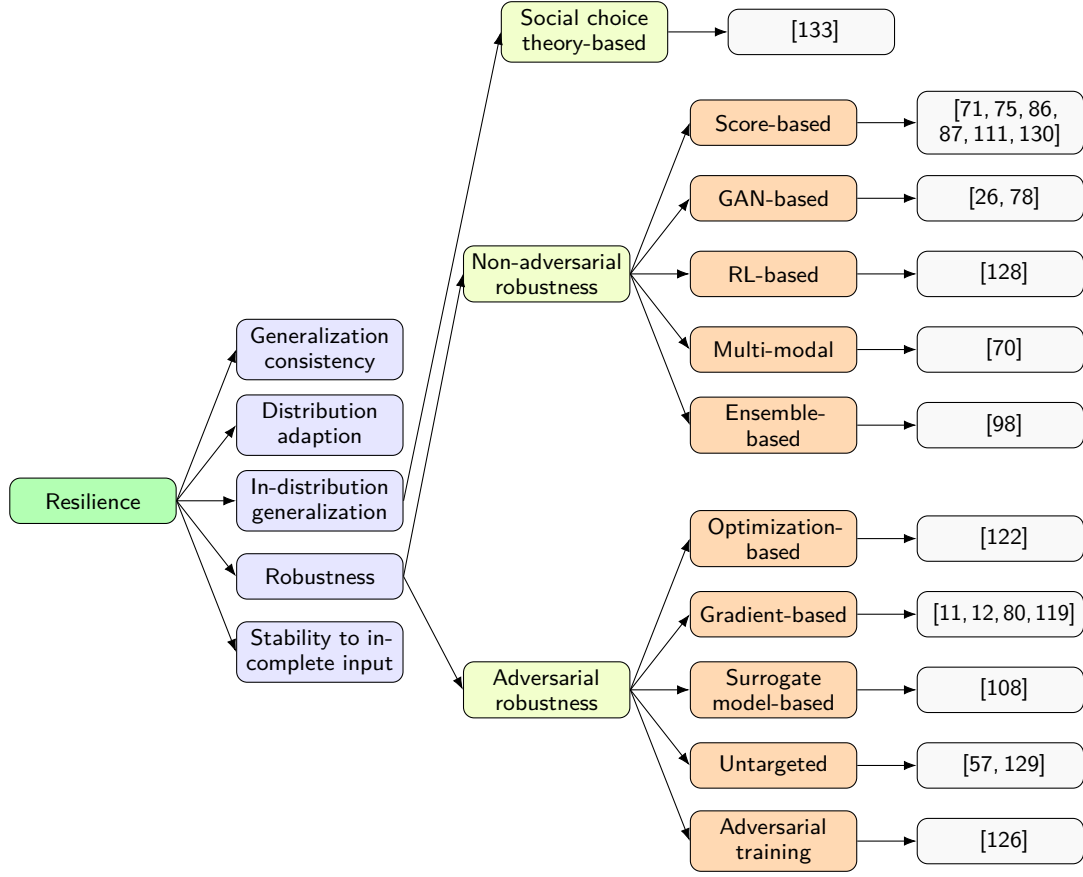 Resilience
Generalization
consistency
Distribution
adaption
In-distribution
generalization
Robustness
Stability to in-
complete input
Social choice
theory-based
[133]
Non-adversarial
robustness
Score-based
[71, 75, 86,
87, 111, 130]
GAN-based
[26, 78]
RL-based
[128]
Multi-modal
[70]
Ensemble-
based
[98]
Adversarial
robustness
Optimization-
based
[122]
Gradient-based
[11, 12, 80, 119]
Surrogate
model-based
[108]
Untargeted
[57, 129]
Adversarial
training
[126]